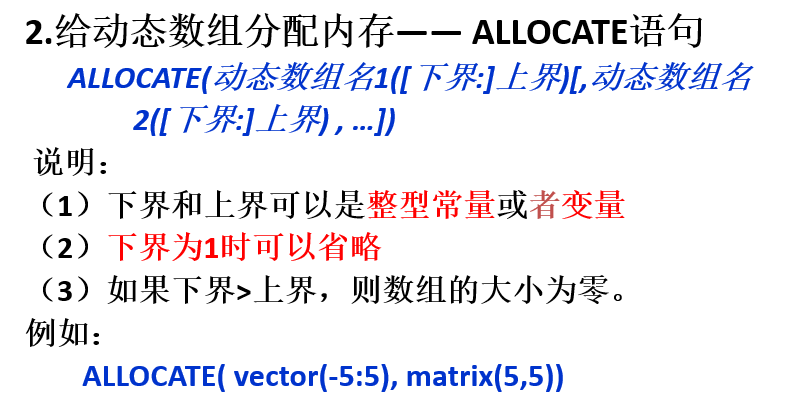 2.给动态数组分配内存—— ALLOCATE语句
ALLOCATE(动态数组名1([下界:]上界)[,动态数组名
2([下界:]上界) , ...])
说明：
（1）下界和上界可以是整型常量或者变量
（2）下界为1时可以省略
（3）如果下界>上界，则数组的大小为零。
例如：
ALLOCATE( vector(-5:5), matrix(5,5))